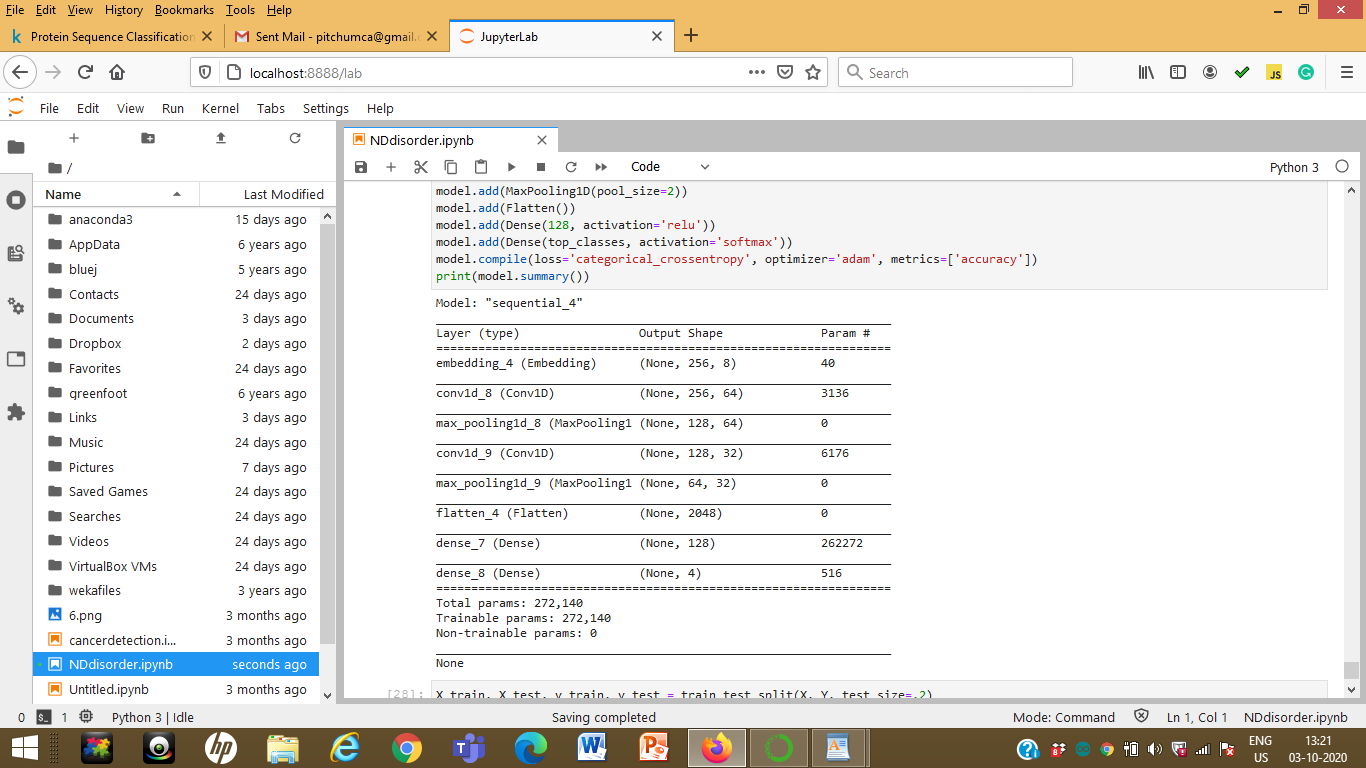 File Edit View History Bookmarks Tools Help
Protein Sequence Classification
Sent Mail - pitchumca@gmail.c
JupyterLab
localhost:8888/lab
Search
File Edit View Run Kernel Tabs Settings Help
NDdisorder.ipynb
Code
Python 3
/
Name Last Modified
anaconda3 15 days ago
AppData 6 years ago
bluej 5 years ago
Contacts 24 days ago
Documents 3 days ago
Dropbox 2 days ago
Favorites 24 days ago
greenfoot 6 years ago
Links 3 days ago
Music 24 days ago
Pictures 7 days ago
Saved Games 24 days ago
Searches 24 days ago
Videos 24 days ago
VirtualBox VMs 24 days ago
wekafiles 3 years ago
6.png 3 months ago
cancerdetection.i... 3 months ago
NDdisorder.ipynb seconds ago
Untitled.ipynb 3 months ago
model.add(MaxPooling1D(pool_size=2))
model.add(Flatten())
model.add(Dense(128, activation='relu'))
model.add(Dense(top_classes, activation='softmax'))
model.compile(loss='categorical_crossentropy', optimizer='adam', metrics=['accuracy'])
print(model.summary())
Model: "sequential_4"
Layer (type) Output Shape Param #
=================================================================
embedding_4 (Embedding) (None, 256, 8) 40
conv1d_8 (Conv1D) (None, 256, 64) 3136
max_pooling1d_8 (MaxPooling1 (None, 128, 64) 0
conv1d_9 (Conv1D) (None, 128, 32) 6176
max_pooling1d_9 (MaxPooling1 (None, 64, 32) 0
flatten_4 (Flatten) (None, 2048) 0
dense_7 (Dense) (None, 128) 262272
dense_8 (Dense) (None, 4) 516
=================================================================
Total params: 272,140
Trainable params: 272,140
Non-trainable params: 0
None
[28]: X_train, X_test, y_train, y_test = train_test_split(X, Y, test_size=.2)
0 1 Python 3 | Idle Saving completed Mode: Command Ln 1, Col 1 NDdisorder.ipynb
ENG 13:21
US 03-10-2020